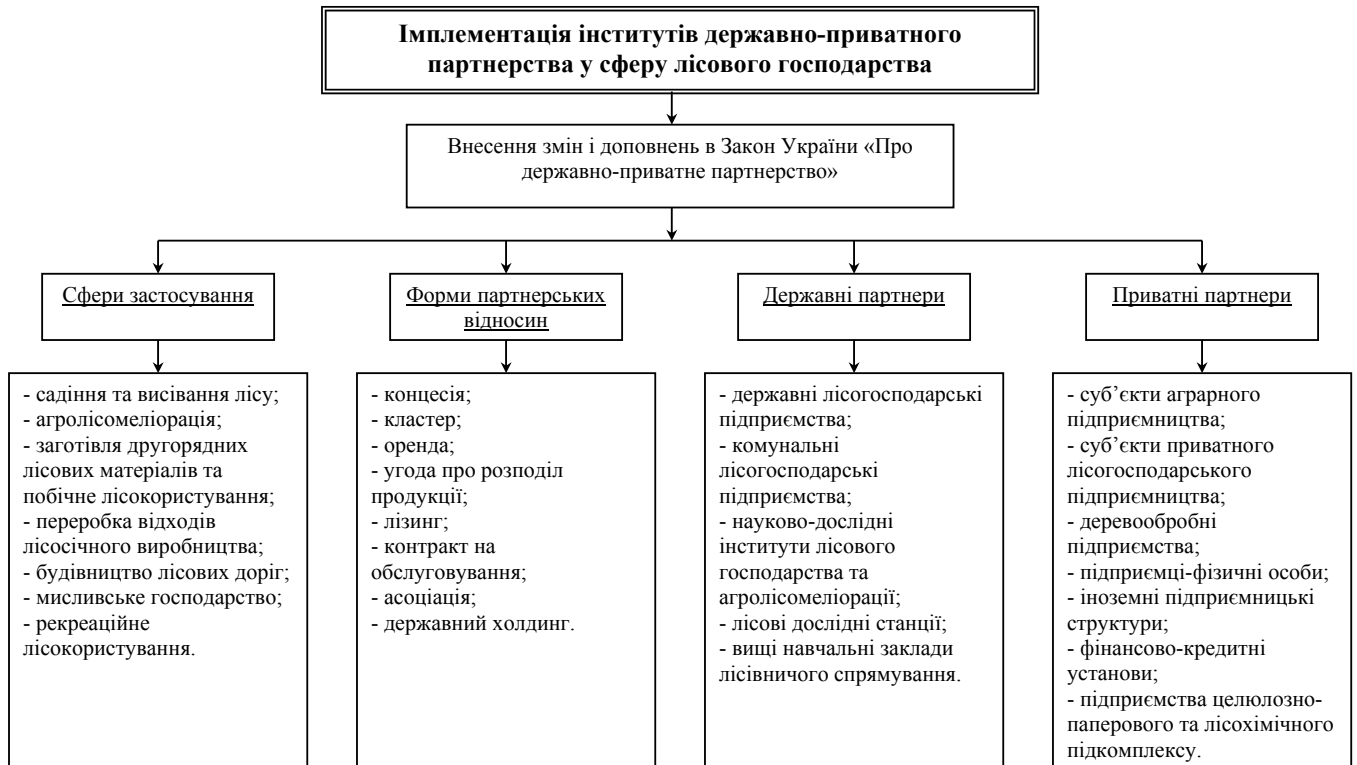 Імплементація інститутів державно-приватного
партнерства у сферу лісового господарства
Внесення змін і доповнень в Закон України «Про
державно-приватне партнерство»
Сфери застосування
Форми партнерських
відносин
Державні партнери
Приватні партнери
- садіння та висівання лісу;
- агролісомеліорація;
- заготівля другорядних
лісових матеріалів та
побічне лісокористування;
- переробка відходів
лісосічного виробництва;
- будівництво лісових доріг;
- мисливське господарство;
- рекреаційне
лісокористування.
- концесія;
- кластер;
- оренда;
- угода про розподіл
продукції;
- лізинг;
- контракт на
обслуговування;
- асоціація;
- державний холдинг.
- державні лісогосподарські
підприємства;
- комунальні
лісогосподарські
підприємства;
- науково-дослідні
інститути лісового
господарства та
агролісомеліорації;
- лісові дослідні станції;
- вищі навчальні заклади
лісівничого спрямування.
- суб’єкти аграрного
підприємництва;
- суб’єкти приватного
лісогосподарського
підприємництва;
- деревообробні
підприємства;
- підприємці-фізичні особи;
- іноземні підприємницькі
структури;
- фінансово-кредитні
установи;
- підприємства целюлозно-
паперового та лісохімічного
підкомплексу.